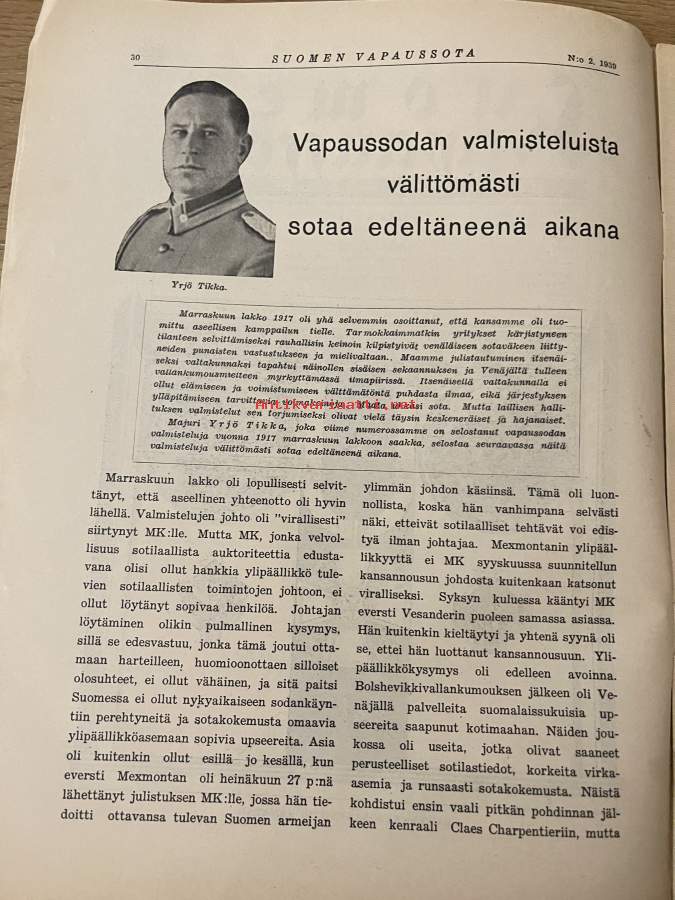 30
SUOMEN VAPAUSSOTA
N:o 2, 1939
Vapaussodan valmisteluista
välittömästi
sotaa edeltäneenä aikana
Yrjö Tikka.
Marraskuun lakko 1917 oli yhä selvemmin osoittanut, että kansamme oli tuo-
mittu aseellisen kamppailun tielle. Tarmokkaimmatkin yritykset kärjistyneen
tilanteen selvittämiseksi rauhallisin keinoin kilpistyivät venäläiseen sotaväkeen liitty-
neiden punaisten vastustukseen ja mielivaltaan. Maamme julistautuminen itsenäi-
seksi valtakunnaksi tapahtui näinollen sisäisen sekaannuksen ja Venäjältä tulleen
vallankumousmielteen myrkyttämässä ilmapiirissä. Itsenäisellä valtakunnalla ei
ollut elämiseen ja voimistumiseen välttämätöntä puhdasta ilmaa, eikä järjestyksen
ylläpitämiseen tarvittavia sota. Mutta laillisen halli-
antikvariaatti.net
tuksen valmistelut sen torjumiseksi olivat vielä täysin keskeneräiset ja hajanaiset.
Majuri Yrjö Tikka, joka viime numerossamme on selostanut vapaussodan
valmisteluja vuonna 1917 marraskuun lakkoon saakka, selostaa seuraavassa näitä
valmisteluja välittömästi sotaa edeltäneenä aikana.
Marraskuun lakko oli lopullisesti selvit-
tänyt, että aseellinen yhteenotto oli hyvin
lähellä. Valmistelujen johto oli "virallisesti"
siirtynyt MK:lle. Mutta MK, jonka velvol-
lisuus sotilaallista auktoriteettia edusta-
vana olisi ollut hankkia ylipäällikkö tule-
vien sotilaallisten toimintojen johtoon, ei
ollut löytänyt sopivaa henkilöä. Johtajan
löytäminen olikin pulmallinen kysymys,
sillä se edesvastuu, jonka tämä joutui otta-
maan harteilleen, huomioonottaen silloiset
olosuhteet, ei ollut vähäinen, ja sitä paitsi
Suomessa ei ollut nykyaikaiseen sodankäyn-
tiin perehtyneitä ja sotakokemusta omaavia
ylipäällikköasemaan sopivia upseereita. Asia
oli kuitenkin ollut esillä jo kesällä, kun
eversti Mexmontan oli heinäkuun 27 p:nä
lähettänyt julistuksen MK:lle, jossa hän tie-
doitti ottavansa tulevan Suomen armeijan
ylimmän johdon käsiinsä. Tämä oli luon-
nollista, koska hän vanhimpana selvästi
näki, etteivät sotilaalliset tehtävät voi edis-
tyä ilman johtajaa. Mexmontanin ylipääl-
likkyyttä ei MK syyskuussa suunnitellun
kansannousun johdosta kuitenkaan katsonut
viralliseksi. Syksyn kuluessa kääntyi MK
eversti Vesanderin puoleen samassa asiassa.
Hän kuitenkin kieltäytyi ja yhtenä syynä oli
se, ettei hän luottanut kansannousuun. Yli-
päällikkökysymys oli edelleen avoinna.
Bolshevikkivallankumouksen jälkeen oli Ve-
näjällä palvelleita suomalaissukuisia up-
seereita saapunut kotimaahan. Näiden jou-
kossa oli useita, jotka olivat saaneet
perusteelliset sotilastiedot, korkeita virka-
asemia ja runsaasti sotakokemusta. Näistä
kohdistui ensin vaali pitkän pohdinnan jäl-
keen kenraali Claes Charpentieriin, mutta